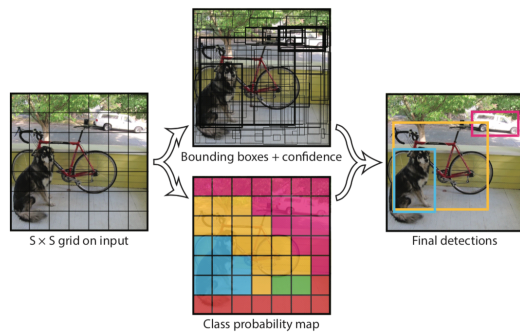 Bounding boxes + confidence
S × S grid on input
Final detections
Class probability map